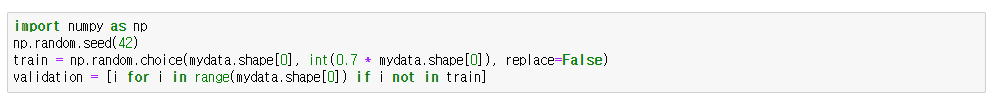 import numpy as np
np.random.seed(42)
train = np.random.choice(mydata.shape[0], int(0.7 * mydata.shape[0]), replace=False)
validation = [i for i in range(mydata.shape[0]) if i not in train]